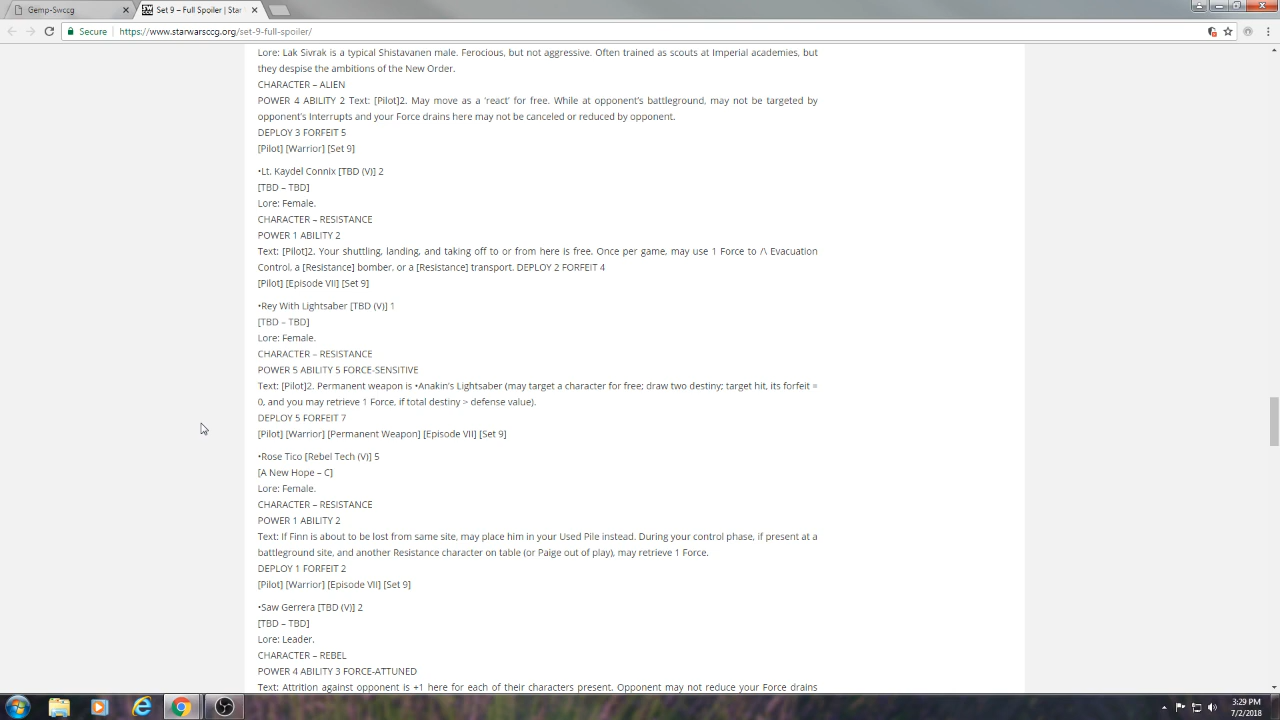 Gemp-Swccg
Set 9 – Full Spoiler | Star
Secure
https://www.starwarsccg.org/set-9-full-spoiler/
Lore: Lak Sivrak is a typical Shistavanen male. Ferocious, but not aggressive. Often trained as scouts at Imperial academies, but
they despise the ambitions of the New Order.
CHARACTER – ALIEN
POWER 4 ABILITY 2 Text: [Pilot]2. May move as a 'react' for free. While at opponent's battleground, may not be targeted by
opponent's Interrupts and your Force drains here may not be canceled or reduced by opponent.
DEPLOY 3 FORFEIT 5
[Pilot] [Warrior] [Set 9]
•Lt. Kaydel Connix [TBD (V)] 2
[TBD – TBD]
Lore: Female.
CHARACTER – RESISTANCE
POWER 1 ABILITY 2
Text: [Pilot]2. Your shuttling, landing, and taking off to or from here is free. Once per game, may use 1 Force to /\ Evacuation
Control, a [Resistance] bomber, or a [Resistance] transport. DEPLOY 2 FORFEIT 4
[Pilot] [Episode VII] [Set 9]
•Rey With Lightsaber [TBD (V)] 1
[TBD – TBD]
Lore: Female.
CHARACTER – RESISTANCE
POWER 5 ABILITY 5 FORCE-SENSITIVE
Text: [Pilot]2. Permanent weapon is •Anakin's Lightsaber (may target a character for free; draw two destiny; target hit, its forfeit =
0, and you may retrieve 1 Force, if total destiny > defense value).
DEPLOY 5 FORFEIT 7
[Pilot] [Warrior] [Permanent Weapon] [Episode VII] [Set 9]
•Rose Tico [Rebel Tech (V)] 5
[A New Hope – C]
Lore: Female.
CHARACTER – RESISTANCE
POWER 1 ABILITY 2
Text: If Finn is about to be lost from same site, may place him in your Used Pile instead. During your control phase, if present at a
battleground site, and another Resistance character on table (or Paige out of play), may retrieve 1 Force.
DEPLOY 1 FORFEIT 2
[Pilot] [Warrior] [Episode VII] [Set 9]
•Saw Gerrera [TBD (V)] 2
[TBD – TBD]
Lore: Leader.
CHARACTER – REBEL
POWER 4 ABILITY 3 FORCE-ATTUNED
Text: Attrition against opponent is +1 here for each of their characters present. Opponent may not reduce your Force drains
3:29 PM
7/2/2018